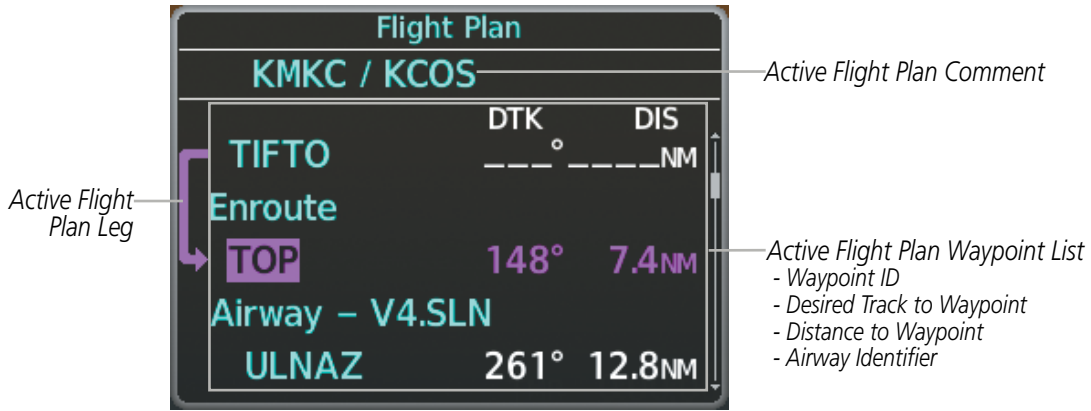 Flight Plan
KMKC / KCOS
Active Flight Plan Comment
DTK DIS
TIFTO ___°____NM
Active Flight
Plan Leg
Enroute
TOP 148° 7.4NM
Active Flight Plan Waypoint List
- Waypoint ID
- Desired Track to Waypoint
- Distance to Waypoint
- Airway Identifier
Airway – V4.SLN
ULNAZ 261° 12.8NM